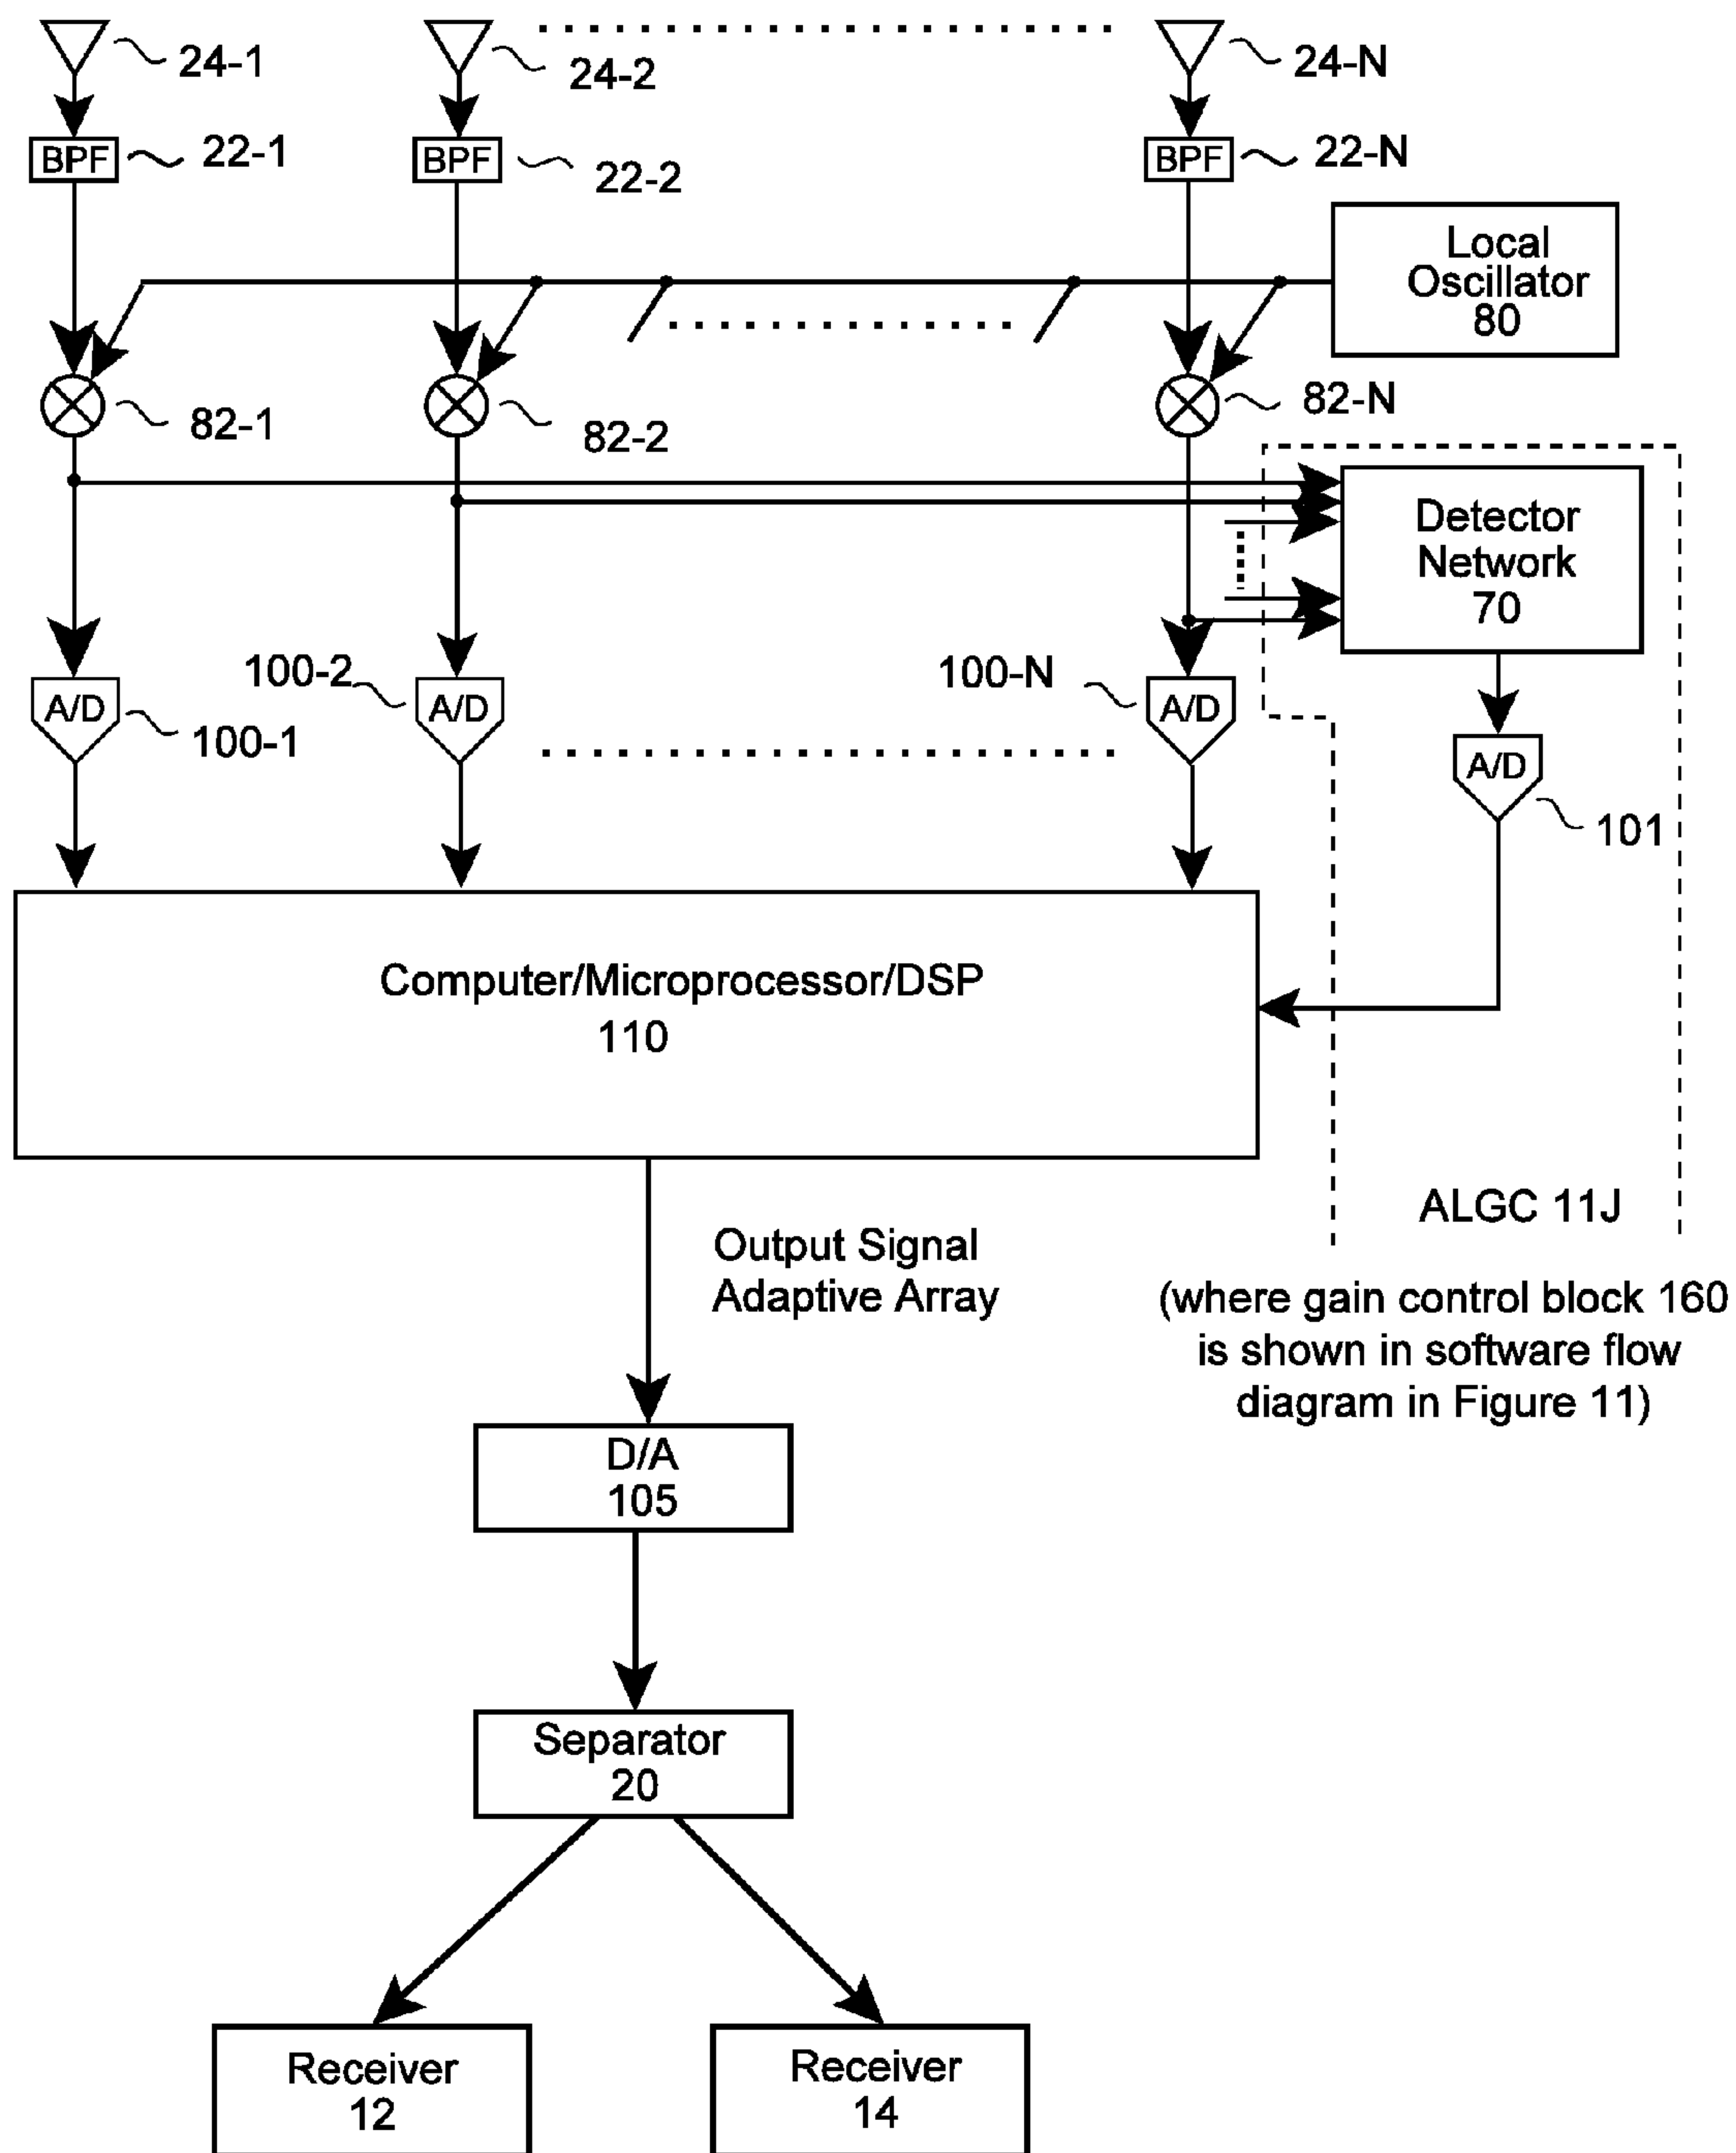 24-1
24-2
24-N
BPF
22-1
BPF
22-2
BPF
22-N
Local
Oscillator
80
82-1
82-2
82-N
Detector
Network
70
A/D
100-1
100-2
A/D
100-N
A/D
A/D
101
Computer/Microprocessor/DSP
110
ALGC 11J
(where gain control block 160
is shown in software flow
diagram in Figure 11)
Output Signal
Adaptive Array
D/A
105
Separator
20
Receiver
12
Receiver
14